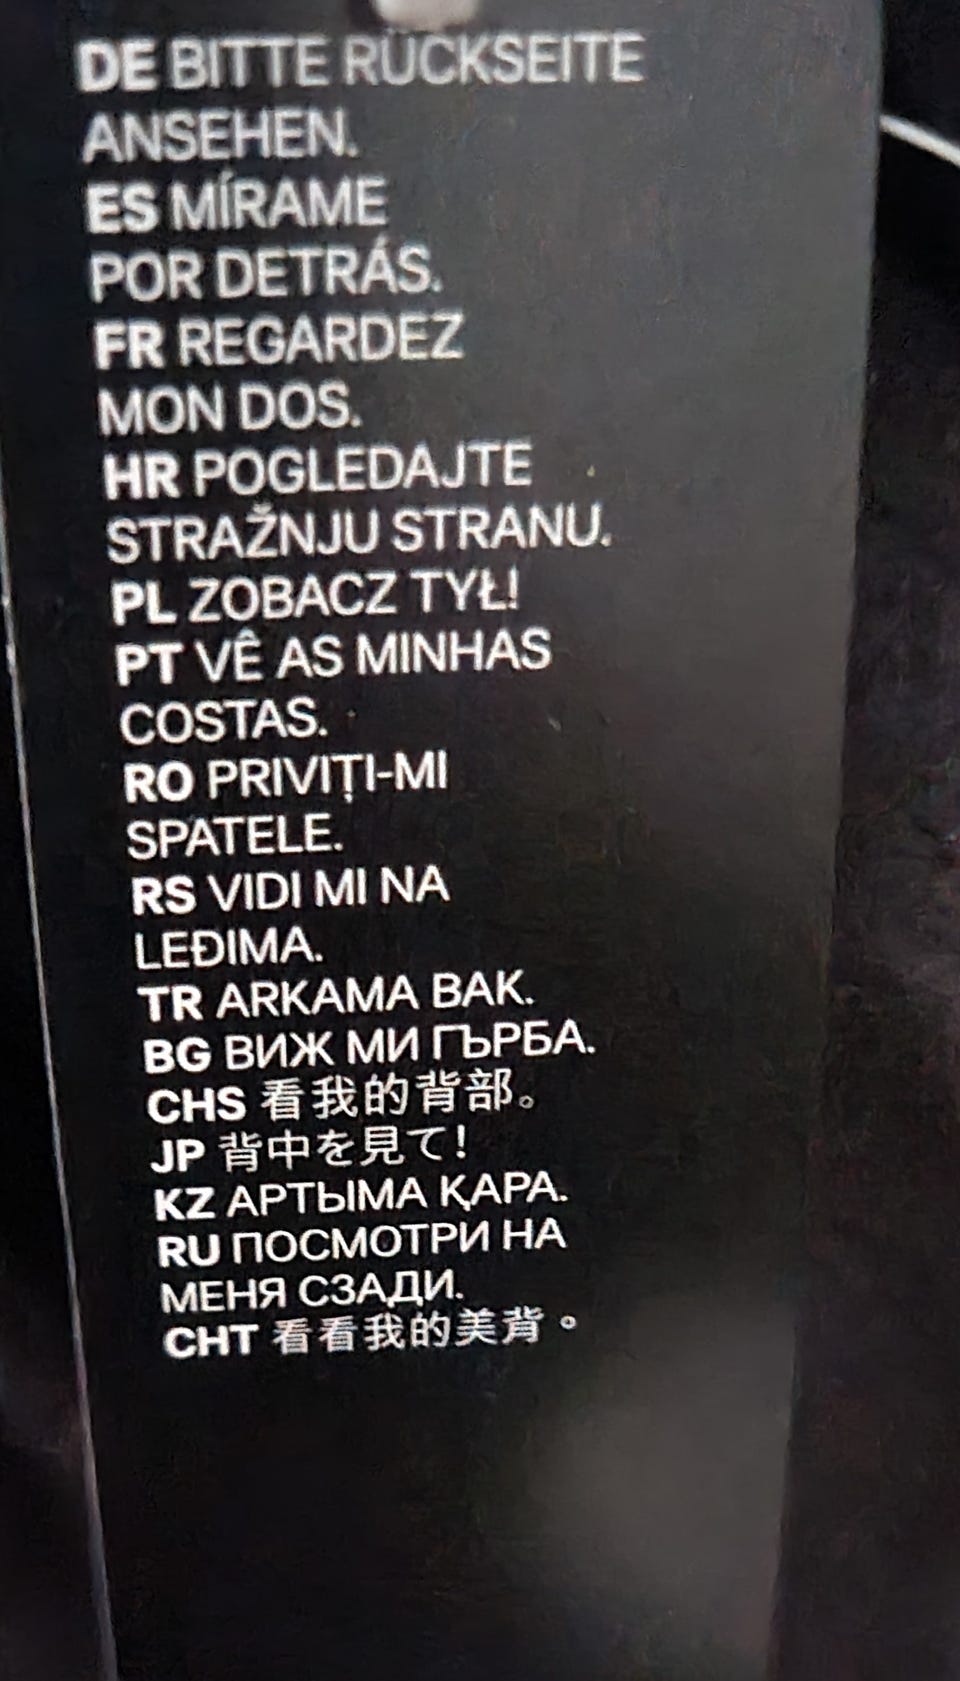 DE BITTE RÜCKSEITE
ANSEHEN.
ES MÍRAME
POR DETRÁS.
FR REGARDEZ
MON DOS.
HR POGLEDAJTE
STRAŽNJU STRANU.
PL ZOBACZ TYŁ!
PT VÊ AS MINHAS
COSTAS.
RO PRIVIȚI-MI
SPATELE.
RS VIDI MI NA
LEĐIMA.
TR ARKAMA BAK.
BG ВИЖ МИ ГЪРБА.
CHS 看我的背部。
JP 背中を見て!
KZ АРТЫМА ҚАРА.
RU ПОСМОТРИ НА
МЕНЯ СЗАДИ.
CHT 看看我的美背。